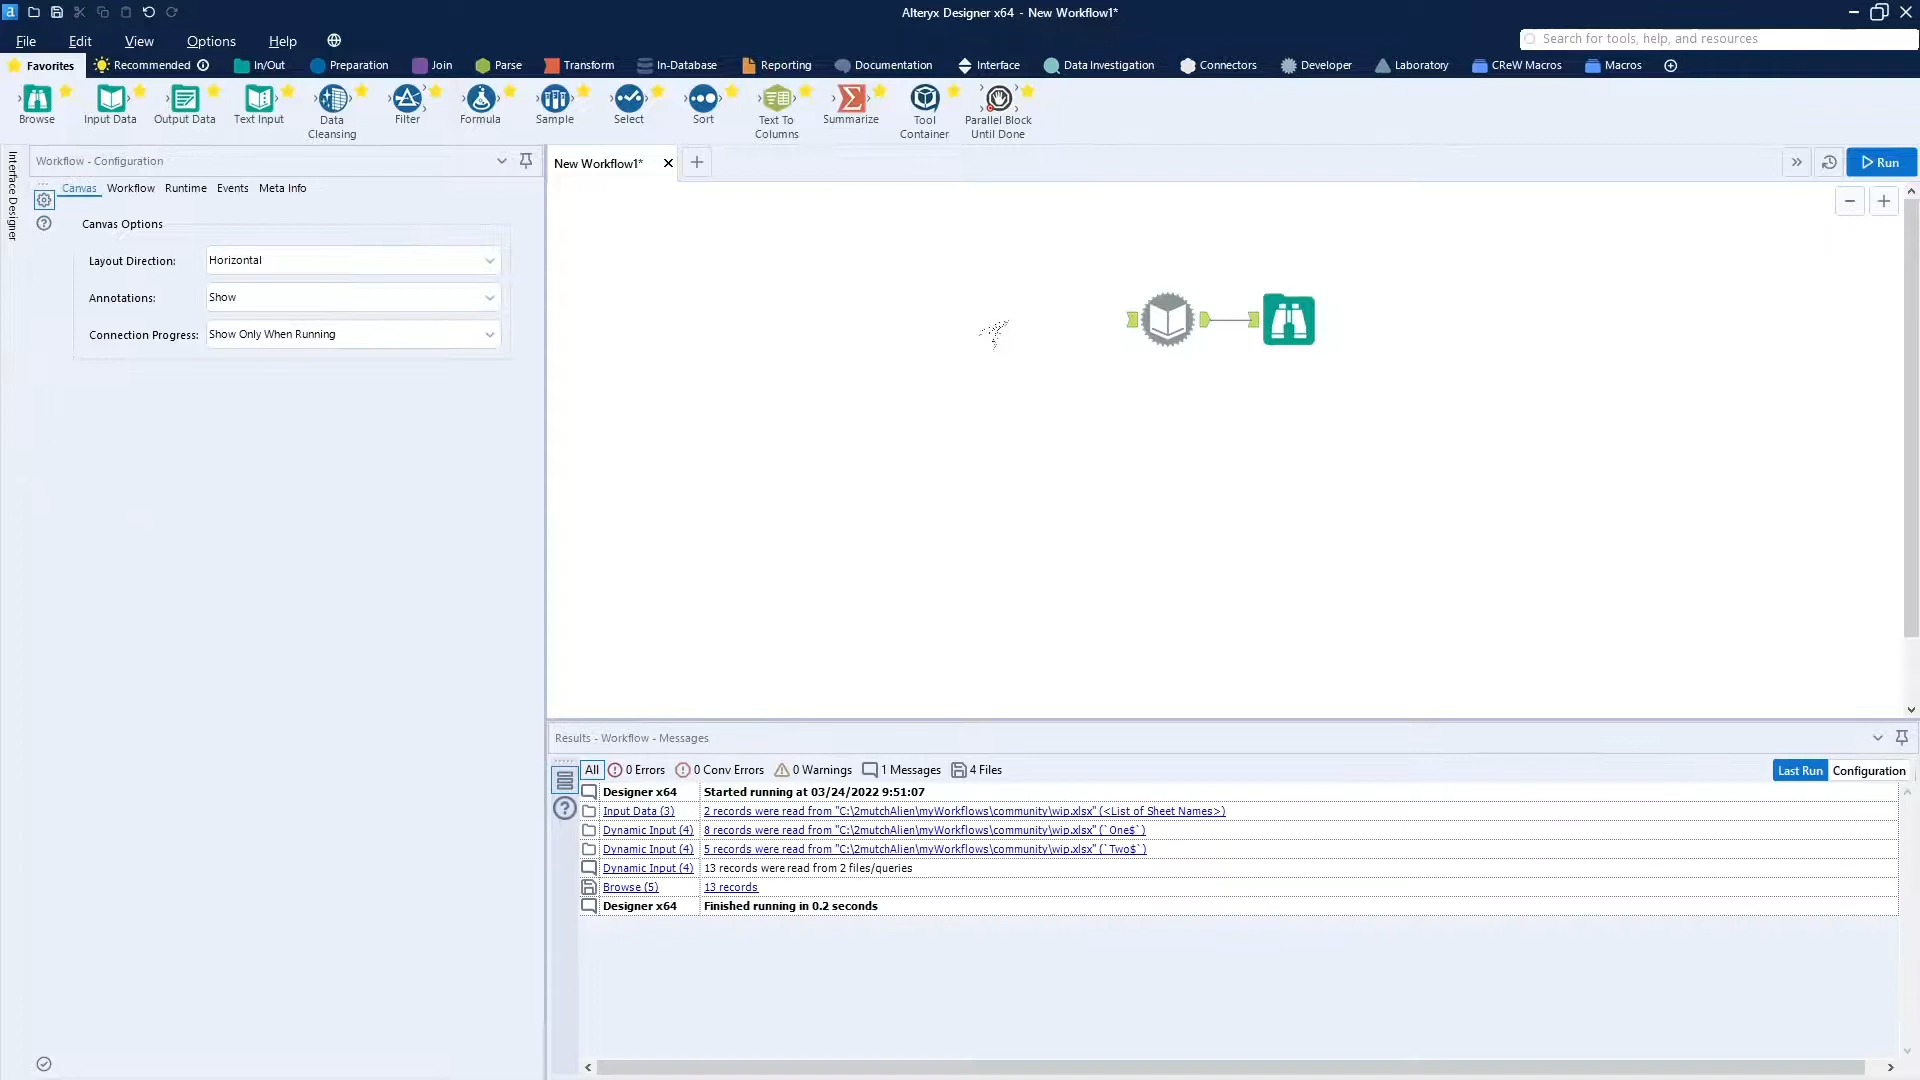 a
Alteryx Designer x64 - New Workflow1*
File Edit View Options Help
Search for tools, help, and resources
Favorites Recommended In/Out Preparation Join Parse Transform In-Database Reporting Documentation Interface Data Investigation Connectors Developer Laboratory CReW Macros Macros
Browse Input Data Output Data Text Input Data Cleansing Filter Formula Sample Select Sort Text To Columns Summarize Tool Container Parallel Block Until Done
Interface Designer
Workflow - Configuration
Canvas Workflow Runtime Events Meta Info
Canvas Options
Layout Direction: Horizontal
Annotations: Show
Connection Progress: Show Only When Running
New Workflow1*
Run
Results - Workflow - Messages
All 0 Errors 0 Conv Errors 0 Warnings 1 Messages 4 Files Last Run Configuration
Designer x64 Started running at 03/24/2022 9:51:07
Input Data (3) 2 records were read from "C:\2mutchAlien\myWorkflows\community\wip.xlsx" (<List of Sheet Names>)
Dynamic Input (4) 8 records were read from "C:\2mutchAlien\myWorkflows\community\wip.xlsx" (`One$`)
Dynamic Input (4) 5 records were read from "C:\2mutchAlien\myWorkflows\community\wip.xlsx" (`Two$`)
Dynamic Input (4) 13 records were read from 2 files/queries
Browse (5) 13 records
Designer x64 Finished running in 0.2 seconds